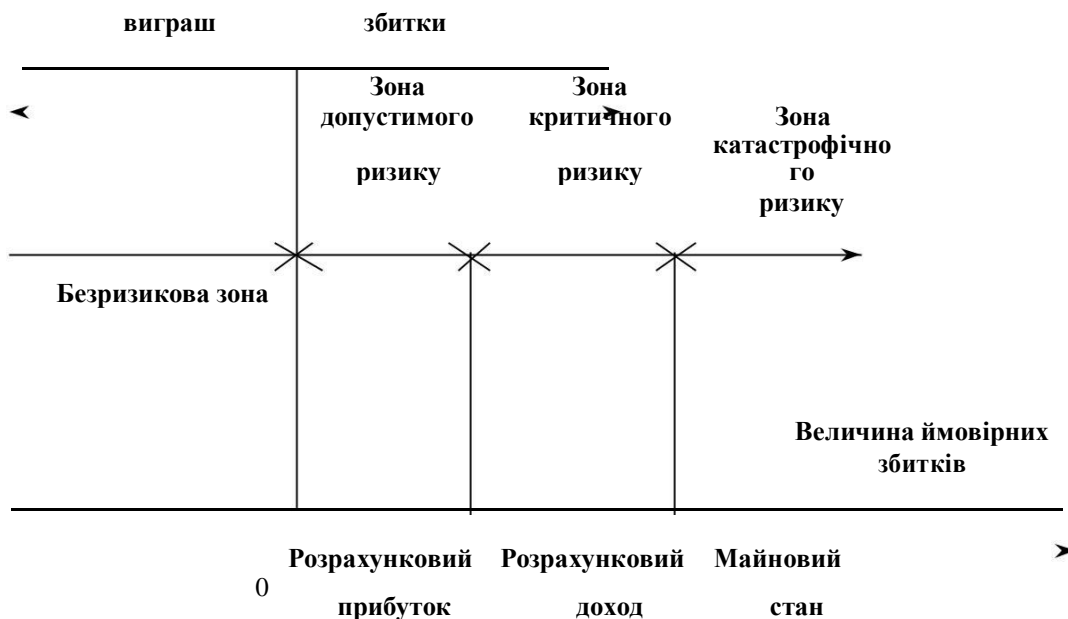 виграш збитки
Зона
допустимого
ризику
Зона
критичного
ризику
Зона
катастрофічно
го
ризику
Безризикова зона
Величина ймовірних
збитків
0
Розрахунковий
прибуток
Розрахунковий
доход
Майновий
стан